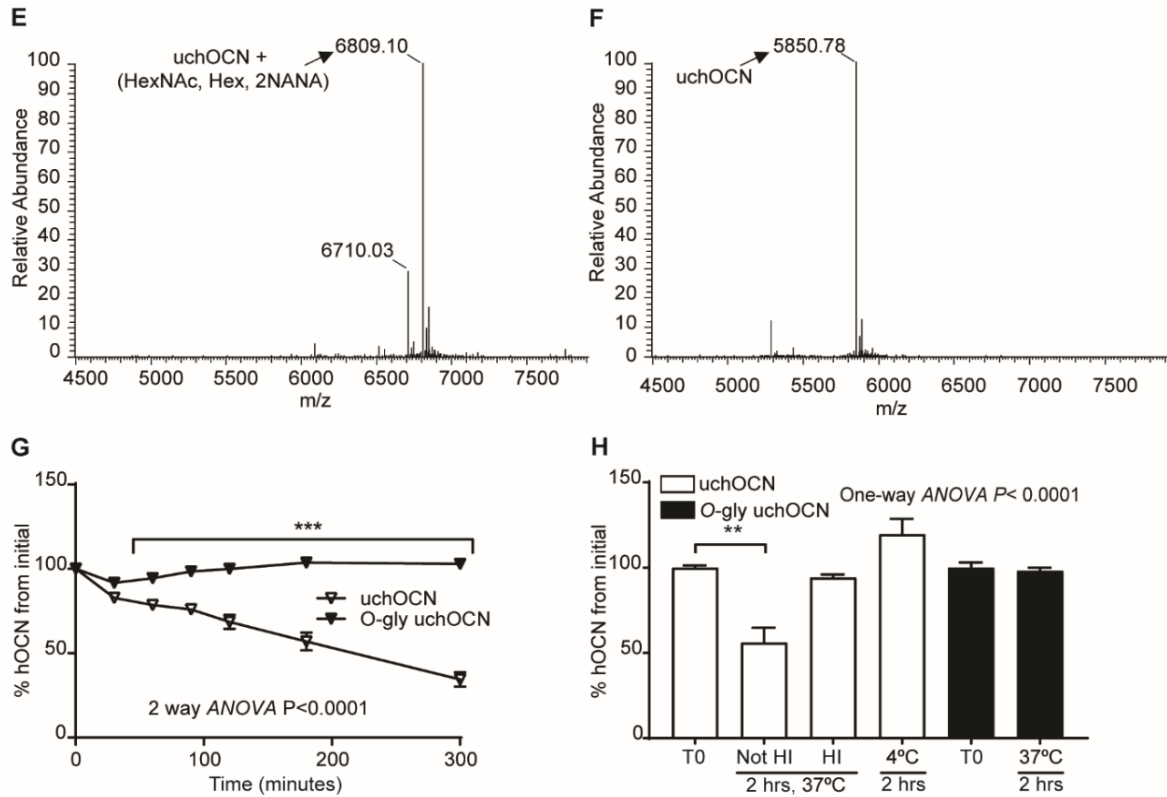 E
uchOCN +
(HexNAc, Hex, 2NANA)
6809.10
6710.03
Relative Abundance
100
90
80
70
60
50
40
30
20
10
0
4500 5000 5500 6000 6500 7000 7500
m/z
F
uchOCN
5850.78
Relative Abundance
100
90
80
70
60
50
40
30
20
10
0
4500 5000 5500 6000 6500 7000 7500
m/z
G
% hOCN from initial
150
100
50
0
***
uchOCN
O-gly uchOCN
2 way ANOVA P<0.0001
0 100 200 300
Time (minutes)
H
% hOCN from initial
150
100
50
0
uchOCN
O-gly uchOCN
One-way ANOVA P< 0.0001
**
T0 Not HI HI 4ºC T0 37ºC
2 hrs, 37ºC 2 hrs 2 hrs